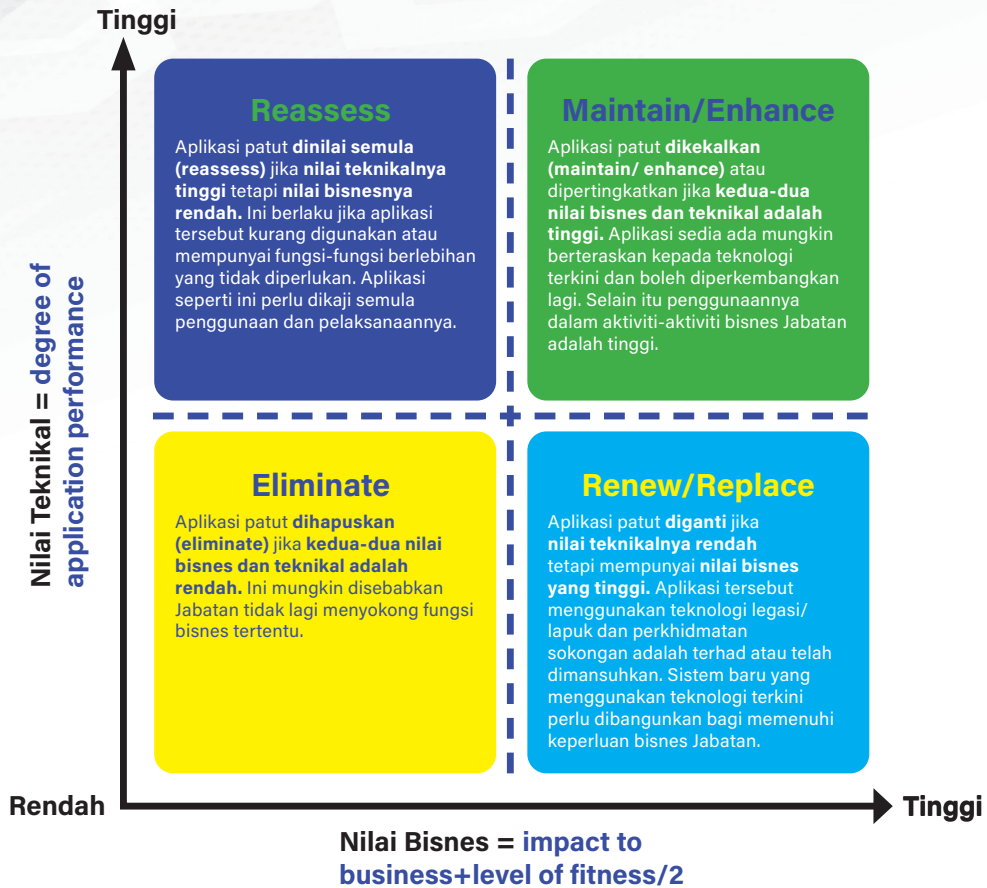 Tinggi
Reassess
Aplikasi patut dinilai semula
(reassess) jika nilai teknikalnya
tinggi tetapi nilai bisnesnya
rendah. Ini berlaku jika aplikasi
tersebut kurang digunakan atau
mempunyai fungsi-fungsi berlebihan
yang tidak diperlukan. Aplikasi
seperti ini perlu dikaji semula
penggunaan dan pelaksanaannya.
Maintain/Enhance
Aplikasi patut dikekalkan
(maintain/ enhance) atau
dipertingkatkan jika kedua-dua
nilai bisnes dan teknikal adalah
tinggi. Aplikasi sedia ada mungkin
berteraskan kepada teknologi
terkini dan boleh diperkembangkan
lagi. Selain itu penggunaannya
dalam aktiviti-aktiviti bisnes Jabatan
adalah tinggi.
Nilai Teknikal = degree of
application performance
Eliminate
Aplikasi patut dihapuskan
(eliminate) jika kedua-dua nilai
bisnes dan teknikal adalah
rendah. Ini mungkin disebabkan
Jabatan tidak lagi menyokong fungsi
bisnes tertentu.
Renew/Replace
Aplikasi patut diganti jika
nilai teknikalnya rendah
tetapi mempunyai nilai bisnes
yang tinggi. Aplikasi tersebut
menggunakan teknologi legasi/
lapuk dan perkhidmatan
sokongan adalah terhad atau telah
dimansuhkan. Sistem baru yang
menggunakan teknologi terkini
perlu dibangunkan bagi memenuhi
keperluan bisnes Jabatan.
Rendah
Tinggi
Nilai Bisnes = impact to
business+level of fitness/2